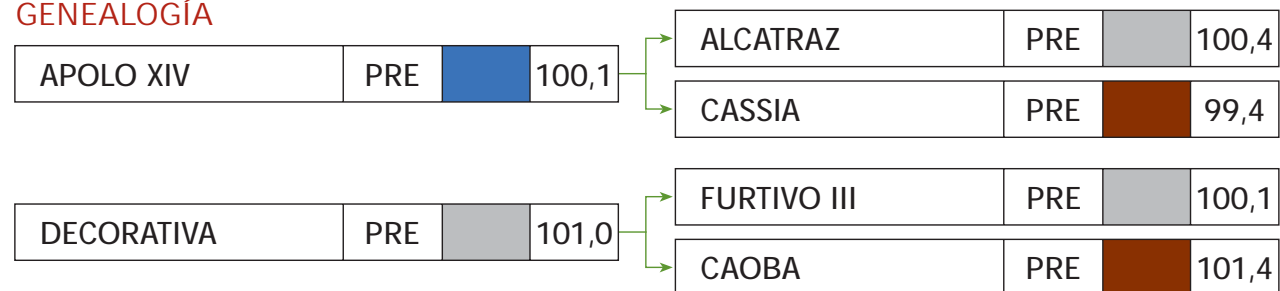 GENEALOGÍA
APOLO XIV PRE 100,1
ALCATRAZ PRE 100,4
CASSIA PRE 99,4
DECORATIVA PRE 101,0
FURTIVO III PRE 100,1
CAOBA PRE 101,4